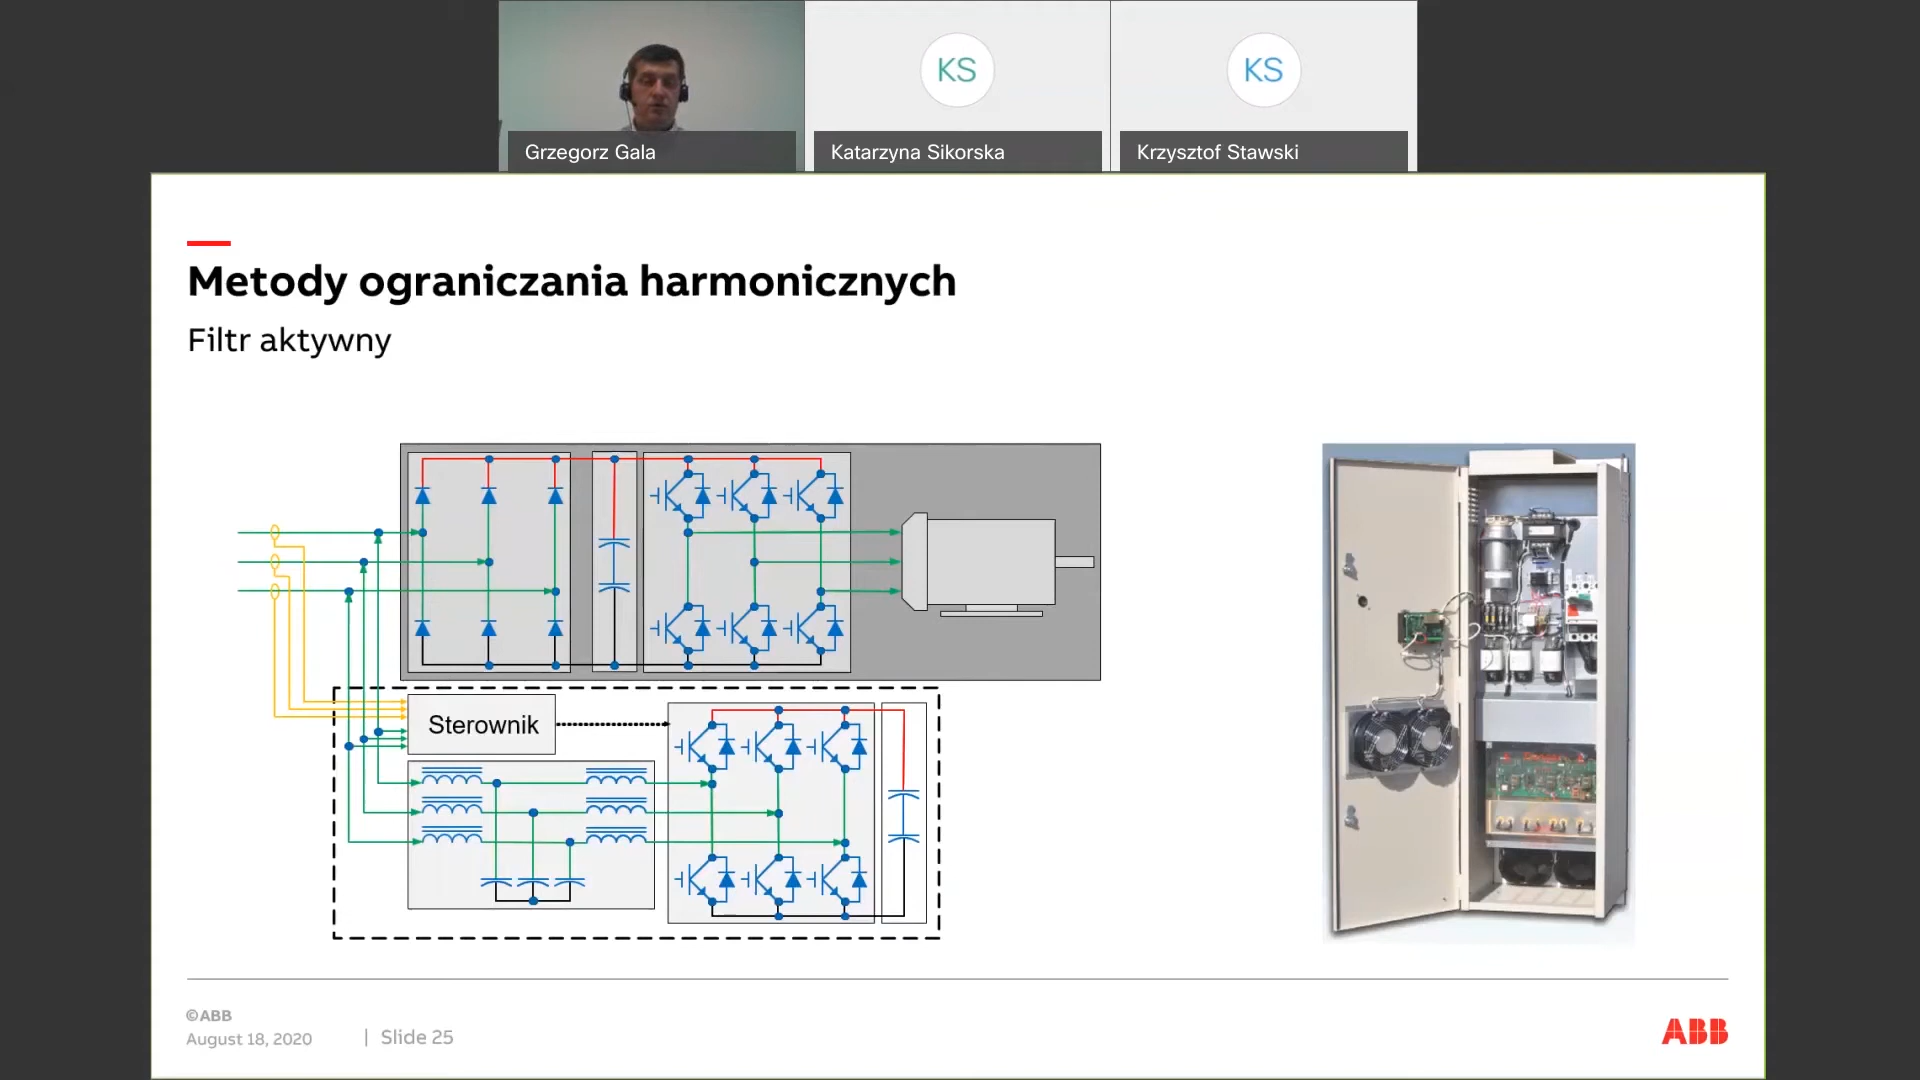 KS
KS
Grzegorz Gala
Katarzyna Sikorska
Krzysztof Stawski
Metody ograniczania harmonicznych
Filtr aktywny
Sterownik
©ABB
August 18, 2020 | Slide 25
ABB